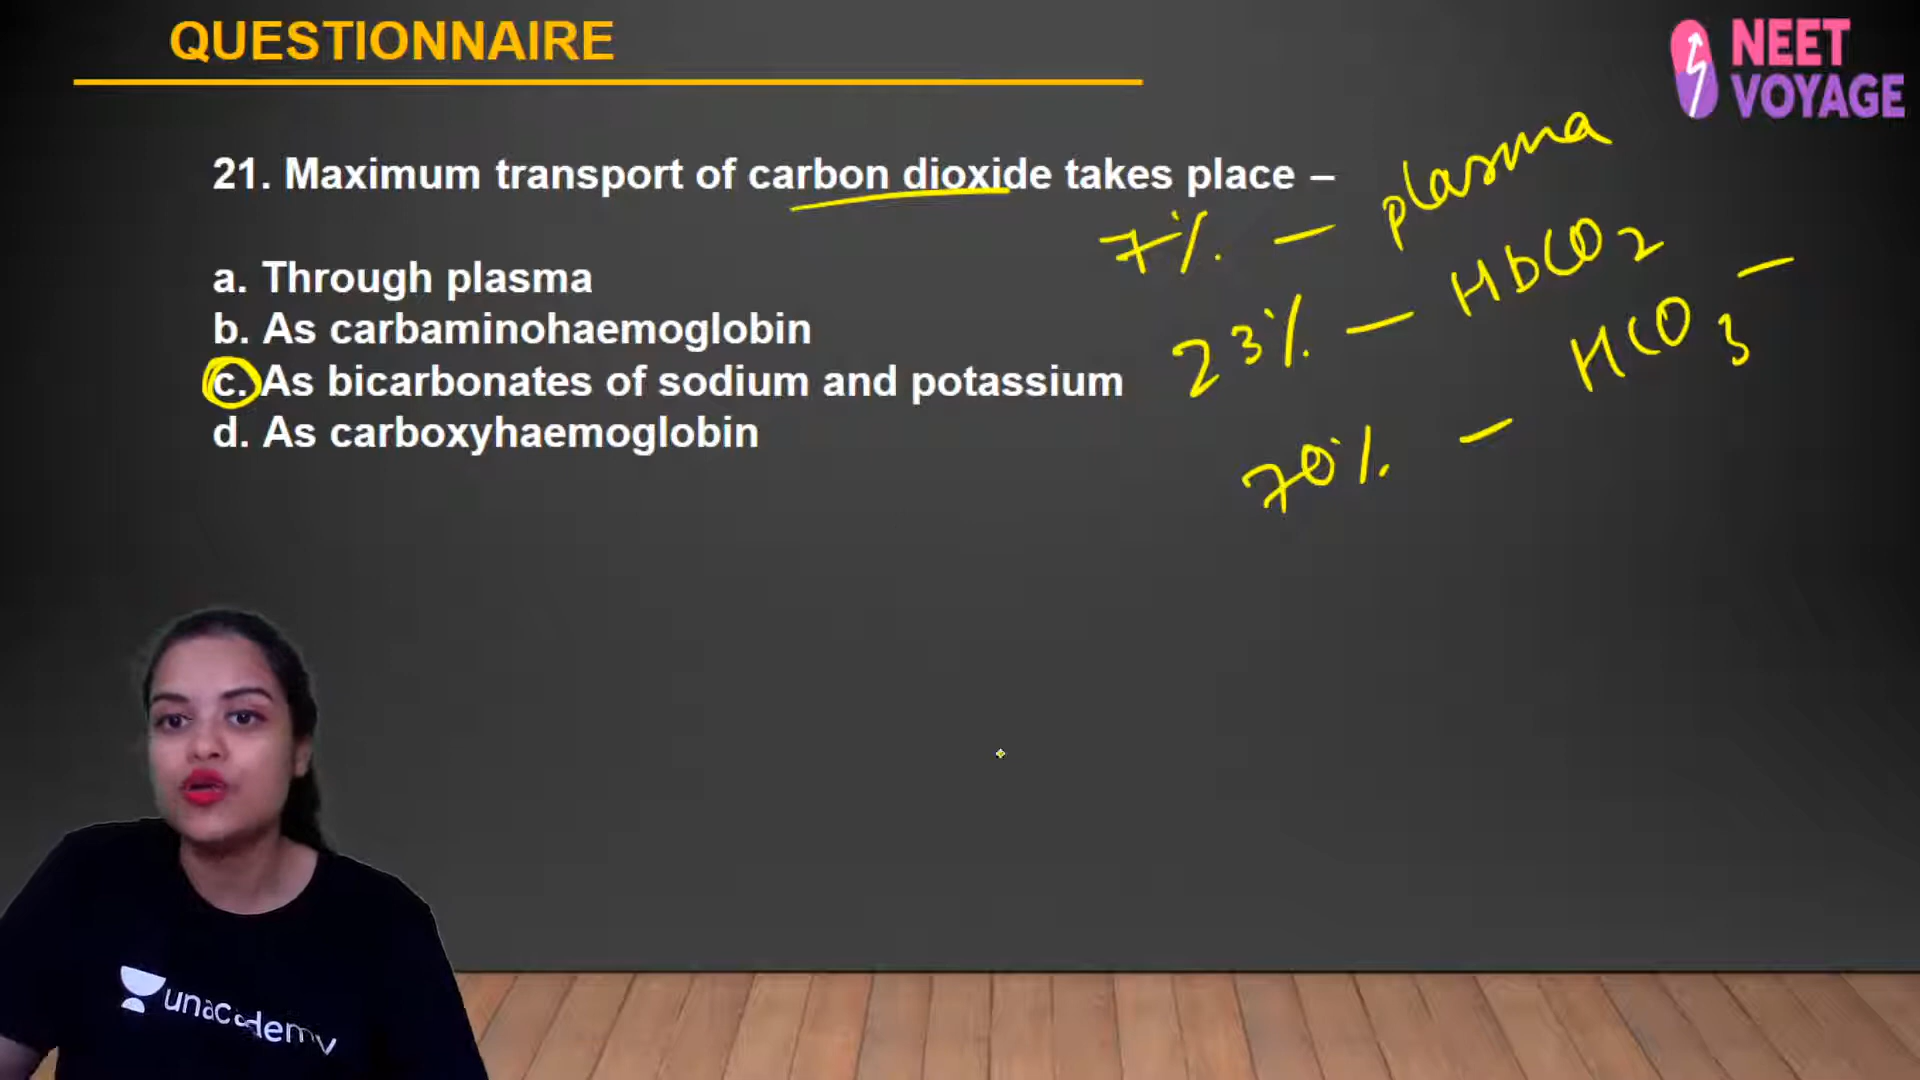 QUESTIONNAIRE
NEET
VOYAGE
21. Maximum transport of carbon dioxide takes place –
a. Through plasma
b. As carbaminohaemoglobin
c. As bicarbonates of sodium and potassium
d. As carboxyhaemoglobin
7% — plasma
23% — HbCO2
70% — HCO3 –
unacademy